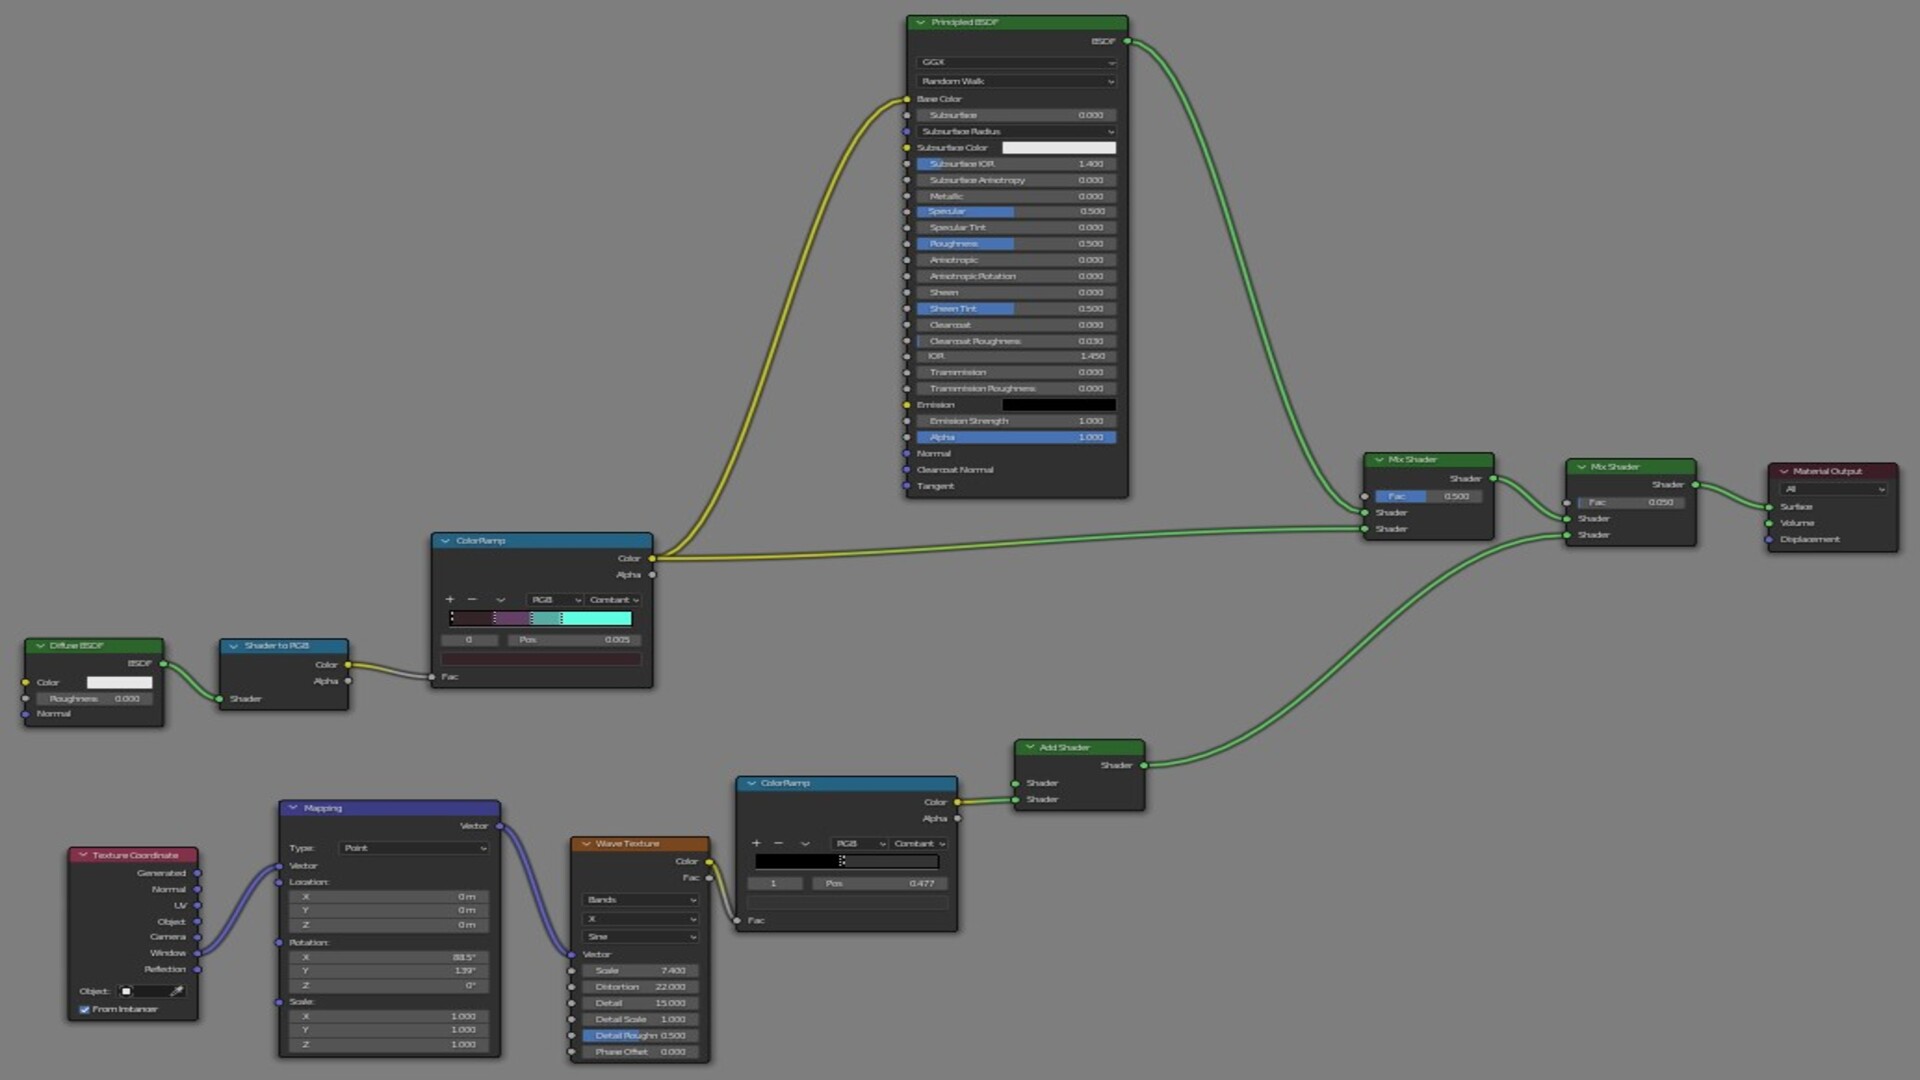 Principled BSDF
BSDF
GGX
Random Walk
Base Color
Subsurface 0.000
Subsurface Radius
Subsurface Color
Subsurface IOR 1.400
Subsurface Anisotropy 0.000
Metallic 0.000
Specular 0.500
Specular Tint 0.000
Roughness 0.500
Anisotropic 0.000
Anisotropic Rotation 0.000
Sheen 0.000
Sheen Tint 0.500
Clearcoat 0.000
Clearcoat Roughness 0.030
IOR 1.450
Transmission 0.000
Transmission Roughness 0.000
Emission
Emission Strength 1.000
Alpha 1.000
Normal
Clearcoat Normal
Tangent
Mix Shader
Shader
Fac 0.500
Shader
Shader
Mix Shader
Shader
Fac 0.050
Shader
Shader
Material Output
All
Surface
Volume
Displacement
ColorRamp
Color
Alpha
+ −
RGB Constant
0 Pos 0.005
Fac
Diffuse BSDF
BSDF
Color
Roughness 0.000
Normal
Shader to RGB
Color
Alpha
Shader
Add Shader
Shader
Shader
Shader
ColorRamp
Color
Alpha
+ −
RGB Constant
1 Pos 0.477
Fac
Mapping
Vector
Type: Point
Vector
Location:
X 0 m
Y 0 m
Z 0 m
Rotation:
X 88.5°
Y 139°
Z 0°
Scale:
X 1.000
Y 1.000
Z 1.000
Wave Texture
Color
Fac
Bands
X
Sine
Vector
Scale 7.400
Distortion 22.000
Detail 15.000
Detail Scale 1.000
Detail Roughn 0.500
Phase Offset 0.000
Texture Coordinate
Generated
Normal
UV
Object
Camera
Window
Reflection
Object:
From Instancer